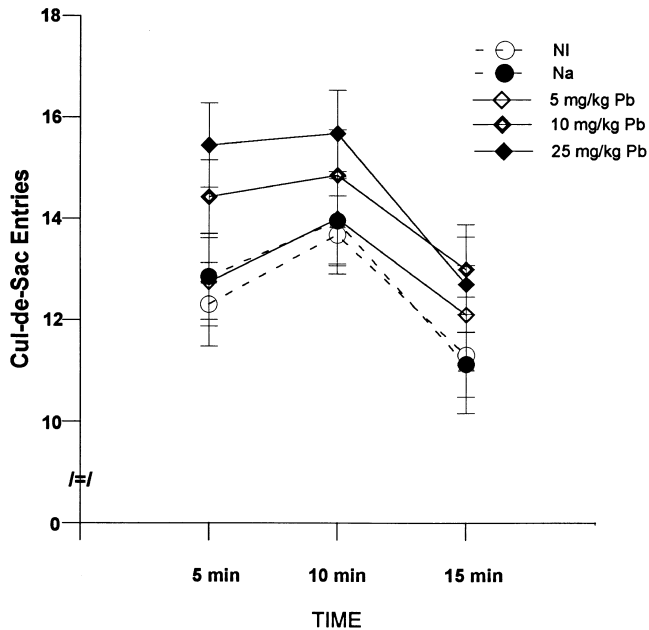 18
16
14
12
10
/=/
0
Cul-de-Sac Entries
NI
Na
5 mg/kg Pb
10 mg/kg Pb
25 mg/kg Pb
5 min 10 min 15 min
TIME